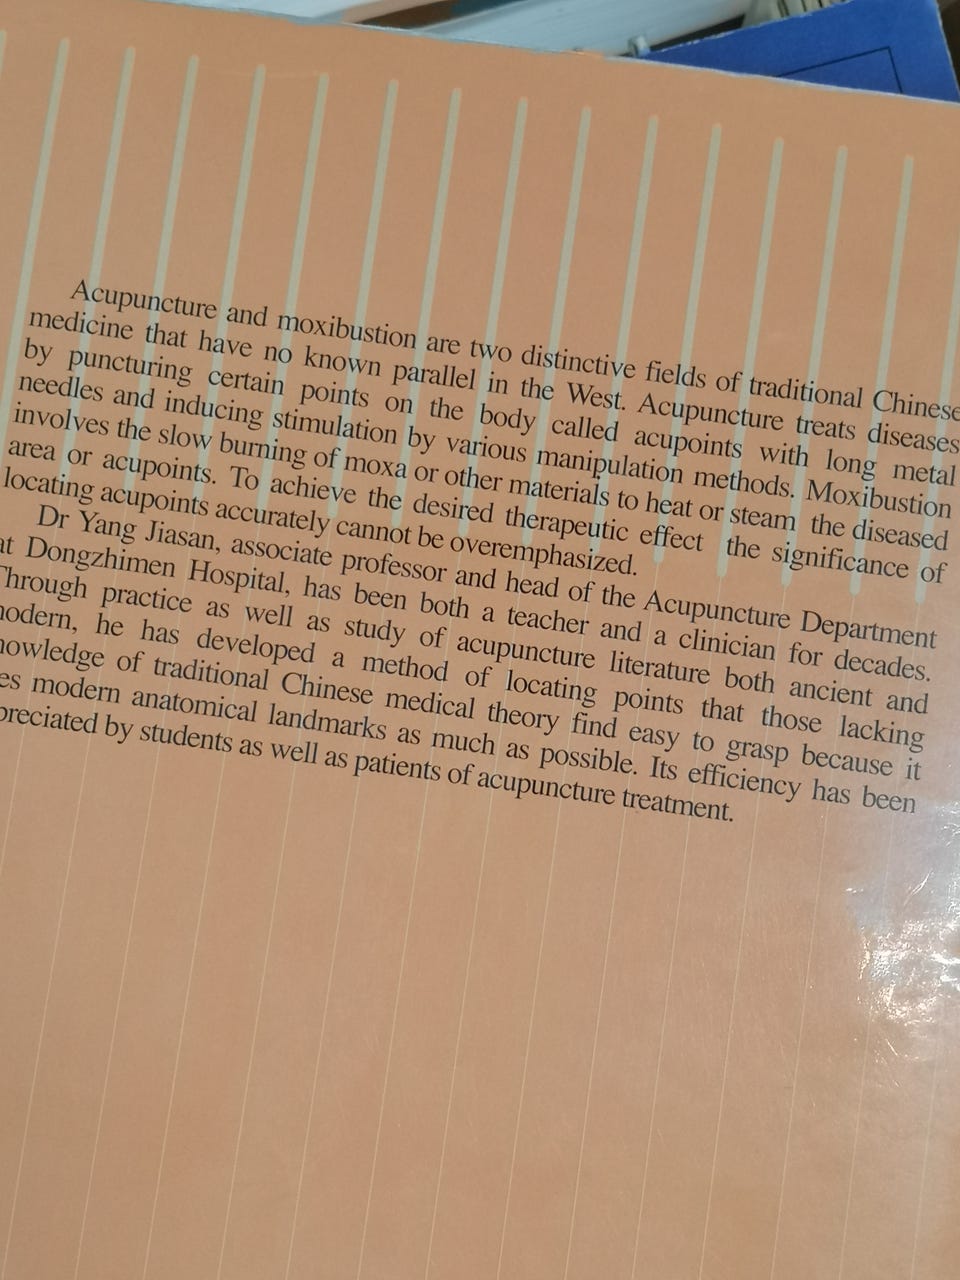 Acupuncture and moxibustion are two distinctive fields of traditional Chinese
medicine that have no known parallel in the West. Acupuncture treats diseases
by puncturing certain points on the body called acupoints with long metal
needles and inducing stimulation by various manipulation methods. Moxibustion
involves the slow burning of moxa or other materials to heat or steam the diseased
area or acupoints. To achieve the desired therapeutic effect the significance of
locating acupoints accurately cannot be overemphasized.
Dr Yang Jiasan, associate professor and head of the Acupuncture Department
at Dongzhimen Hospital, has been both a teacher and a clinician for decades.
Through practice as well as study of acupuncture literature both ancient and
modern, he has developed a method of locating points that those lacking
nowledge of traditional Chinese medical theory find easy to grasp because it
es modern anatomical landmarks as much as possible. Its efficiency has been
preciated by students as well as patients of acupuncture treatment.